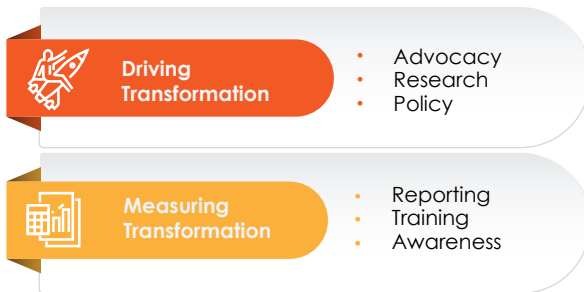 Driving
Transformation
• Advocacy
• Research
• Policy
Measuring
Transformation
• Reporting
• Training
• Awareness